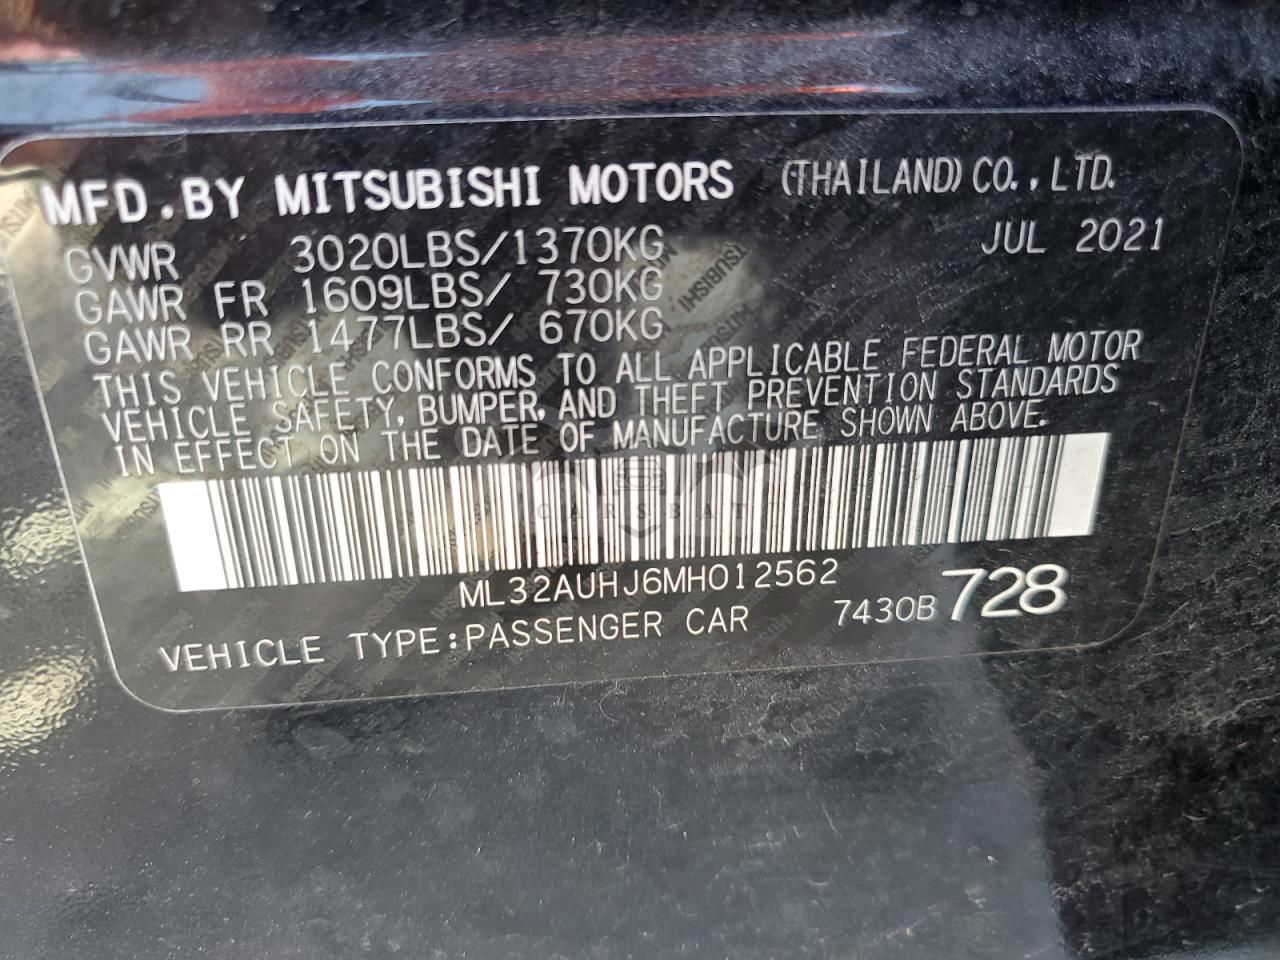 MFD.BY MITSUBISHI MOTORS (THAILAND) CO.,LTD.
GVWR 3020LBS/1370KG JUL 2021
GAWR FR 1609LBS/ 730KG
GAWR RR 1477LBS/ 670KG
THIS VEHICLE CONFORMS TO ALL APPLICABLE FEDERAL MOTOR
VEHICLE SAFETY, BUMPER, AND THEFT PREVENTION STANDARDS
IN EFFECT ON THE DATE OF MANUFACTURE SHOWN ABOVE.
CARSBAT
ML32AUHJ6MH012562
VEHICLE TYPE:PASSENGER CAR 7430B 728